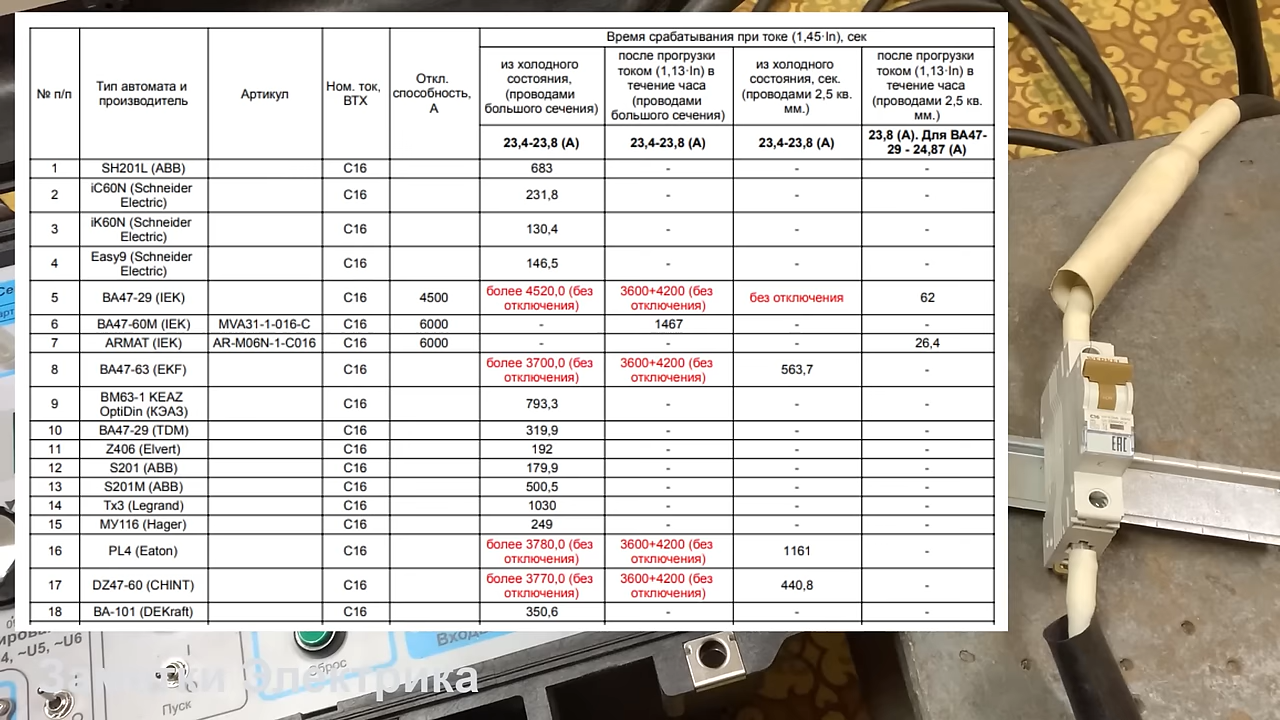 № п/п
Тип автомата и
производитель
Артикул
Ном. ток,
ВТХ
Откл.
способность,
А
Время срабатывания при токе (1,45·In), сек
из холодного
состояния,
(проводами
большого сечения)
после прогрузки
током (1,13·In) в
течение часа
(проводами
большого сечения)
из холодного
состояния, сек.
(проводами 2,5 кв.
мм.)
после прогрузки
током (1,13·In) в
течение часа
(проводами 2,5 кв.
мм.)
23,4-23,8 (А)
23,4-23,8 (А)
23,4-23,8 (А)
23,8 (А). Для ВА47-
29 - 24,87 (А)
1 SH201L (ABB) C16 683 - - -
2 iC60N (Schneider
Electric) C16 231,8 - - -
3 iK60N (Schneider
Electric) C16 130,4 - - -
4 Easy9 (Schneider
Electric) C16 146,5 - - -
5 ВА47-29 (IEK) C16 4500 более 4520,0 (без
отключения) 3600+4200 (без
отключения) без отключения 62
6 ВА47-60М (IEK) MVA31-1-016-C C16 6000 - 1467 - -
7 ARMAT (IEK) AR-M06N-1-C016 C16 6000 - - - 26,4
8 ВА47-63 (EKF) C16 более 3700,0 (без
отключения) 3600+4200 (без
отключения) 563,7 -
9 BM63-1 KEAZ
OptiDin (КЭАЗ) C16 793,3 - - -
10 ВА47-29 (TDM) C16 319,9 - - -
11 Z406 (Elvert) C16 192 - - -
12 S201 (ABB) C16 179,9 - - -
13 S201M (ABB) C16 500,5 - - -
14 Tx3 (Legrand) C16 1030 - - -
15 МУ116 (Hager) C16 249 - - -
16 PL4 (Eaton) C16 более 3780,0 (без
отключения) 3600+4200 (без
отключения) 1161 -
17 DZ47-60 (CHINT) C16 более 3770,0 (без
отключения) 3600+4200 (без
отключения) 440,8 -
18 ВА-101 (DEKraft) C16 350,6 - - -
EAC
4, ~U5, ~U6
Пуск
Сброс
Заметки Электрика